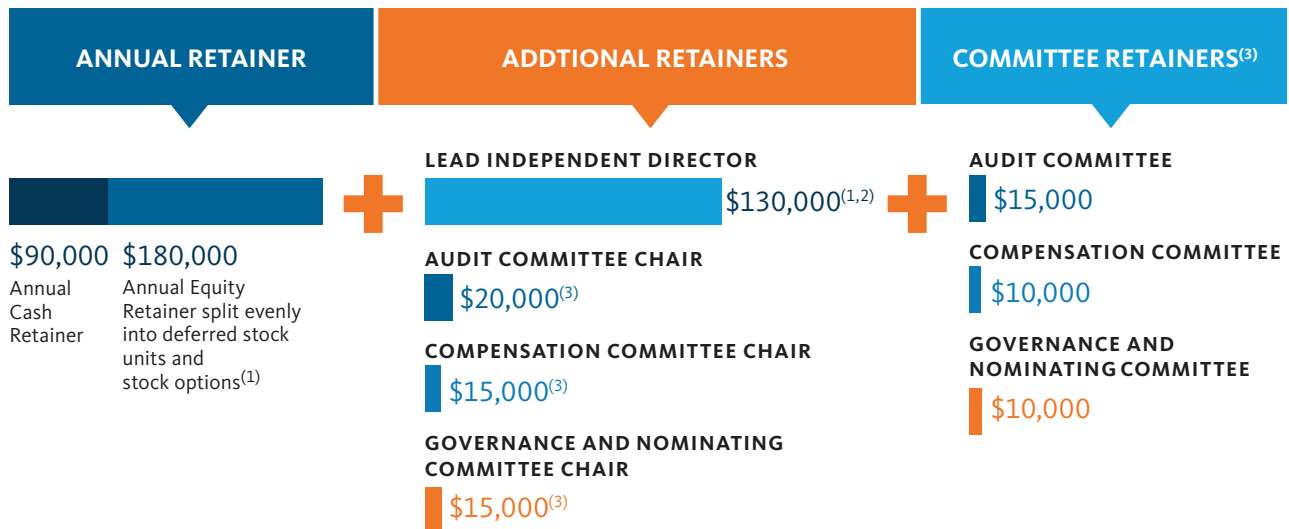 ANNUAL RETAINER
ADDTIONAL RETAINERS
COMMITTEE RETAINERS(3)
$90,000
Annual
Cash
Retainer
$180,000
Annual Equity
Retainer split evenly
into deferred stock
units and
stock options(1)
LEAD INDEPENDENT DIRECTOR
$130,000(1,2)
AUDIT COMMITTEE CHAIR
$20,000(3)
COMPENSATION COMMITTEE CHAIR
$15,000(3)
GOVERNANCE AND NOMINATING
COMMITTEE CHAIR
$15,000(3)
AUDIT COMMITTEE
$15,000
COMPENSATION COMMITTEE
$10,000
GOVERNANCE AND
NOMINATING COMMITTEE
$10,000